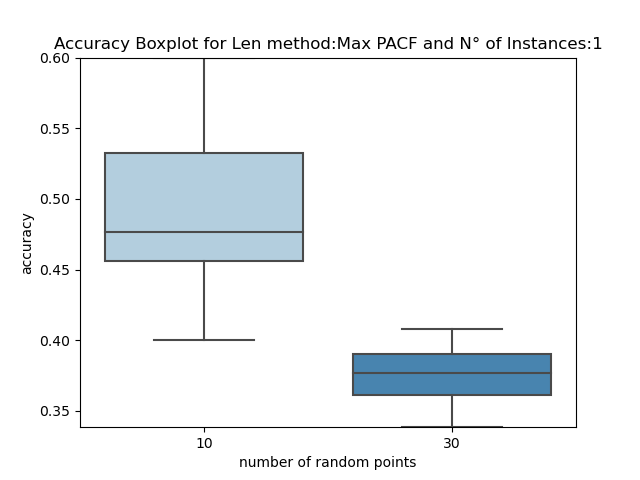 Accuracy Boxplot for Len method:Max PACF and N° of Instances:1
0.60
0.55
0.50
0.45
0.40
0.35
accuracy
10
30
number of random points